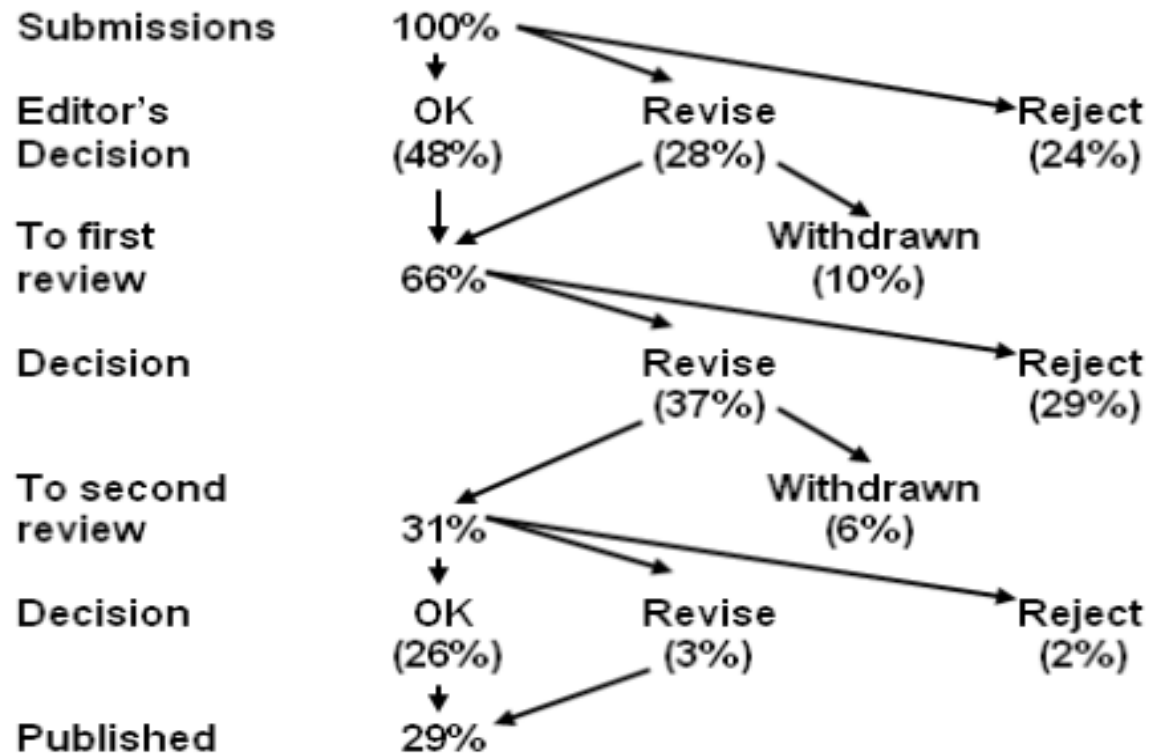 Submissions 100%
Editor's OK Revise Reject
Decision (48%) (28%) (24%)
To first Withdrawn
review 66% (10%)
Decision Revise Reject
(37%) (29%)
To second Withdrawn
review 31% (6%)
Decision OK Revise Reject
(26%) (3%) (2%)
Published 29%